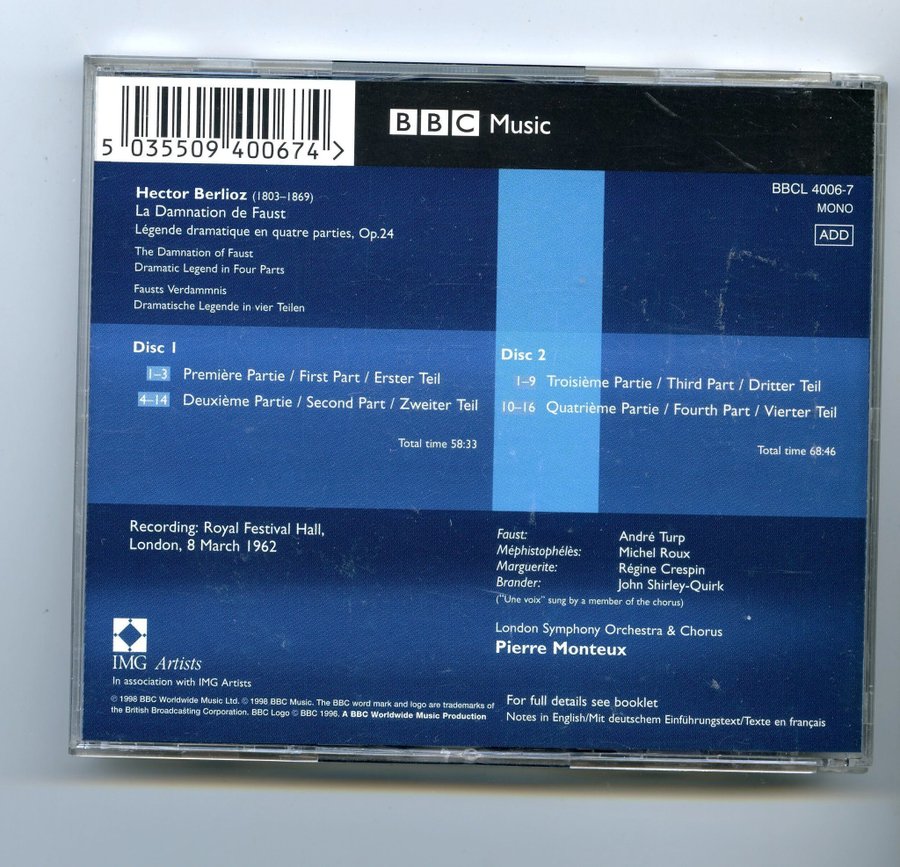 5 035509 400674 >
BBC Music
Hector Berlioz (1803–1869)
La Damnation de Faust
Légende dramatique en quatre parties, Op.24
The Damnation of Faust
Dramatic Legend in Four Parts
Fausts Verdammnis
Dramatische Legende in vier Teilen
BBCL 4006-7
MONO
ADD
Disc 1
1–3 Première Partie / First Part / Erster Teil
4–14 Deuxième Partie / Second Part / Zweiter Teil
Total time 58:33
Disc 2
1–9 Troisième Partie / Third Part / Dritter Teil
10–16 Quatrième Partie / Fourth Part / Vierter Teil
Total time 68:46
Recording: Royal Festival Hall,
London, 8 March 1962
Faust: André Turp
Méphistophélès: Michel Roux
Marguerite: Régine Crespin
Brander: John Shirley-Quirk
("Une voix" sung by a member of the chorus)
London Symphony Orchestra & Chorus
Pierre Monteux
IMG Artists
In association with IMG Artists
℗ 1998 BBC Worldwide Music Ltd. © 1998 BBC Music. The BBC word mark and logo are trademarks of
the British Broadcasting Corporation. BBC Logo © BBC 1996. A BBC Worldwide Music Production
For full details see booklet
Notes in English/Mit deutschem Einführungstext/Texte en français